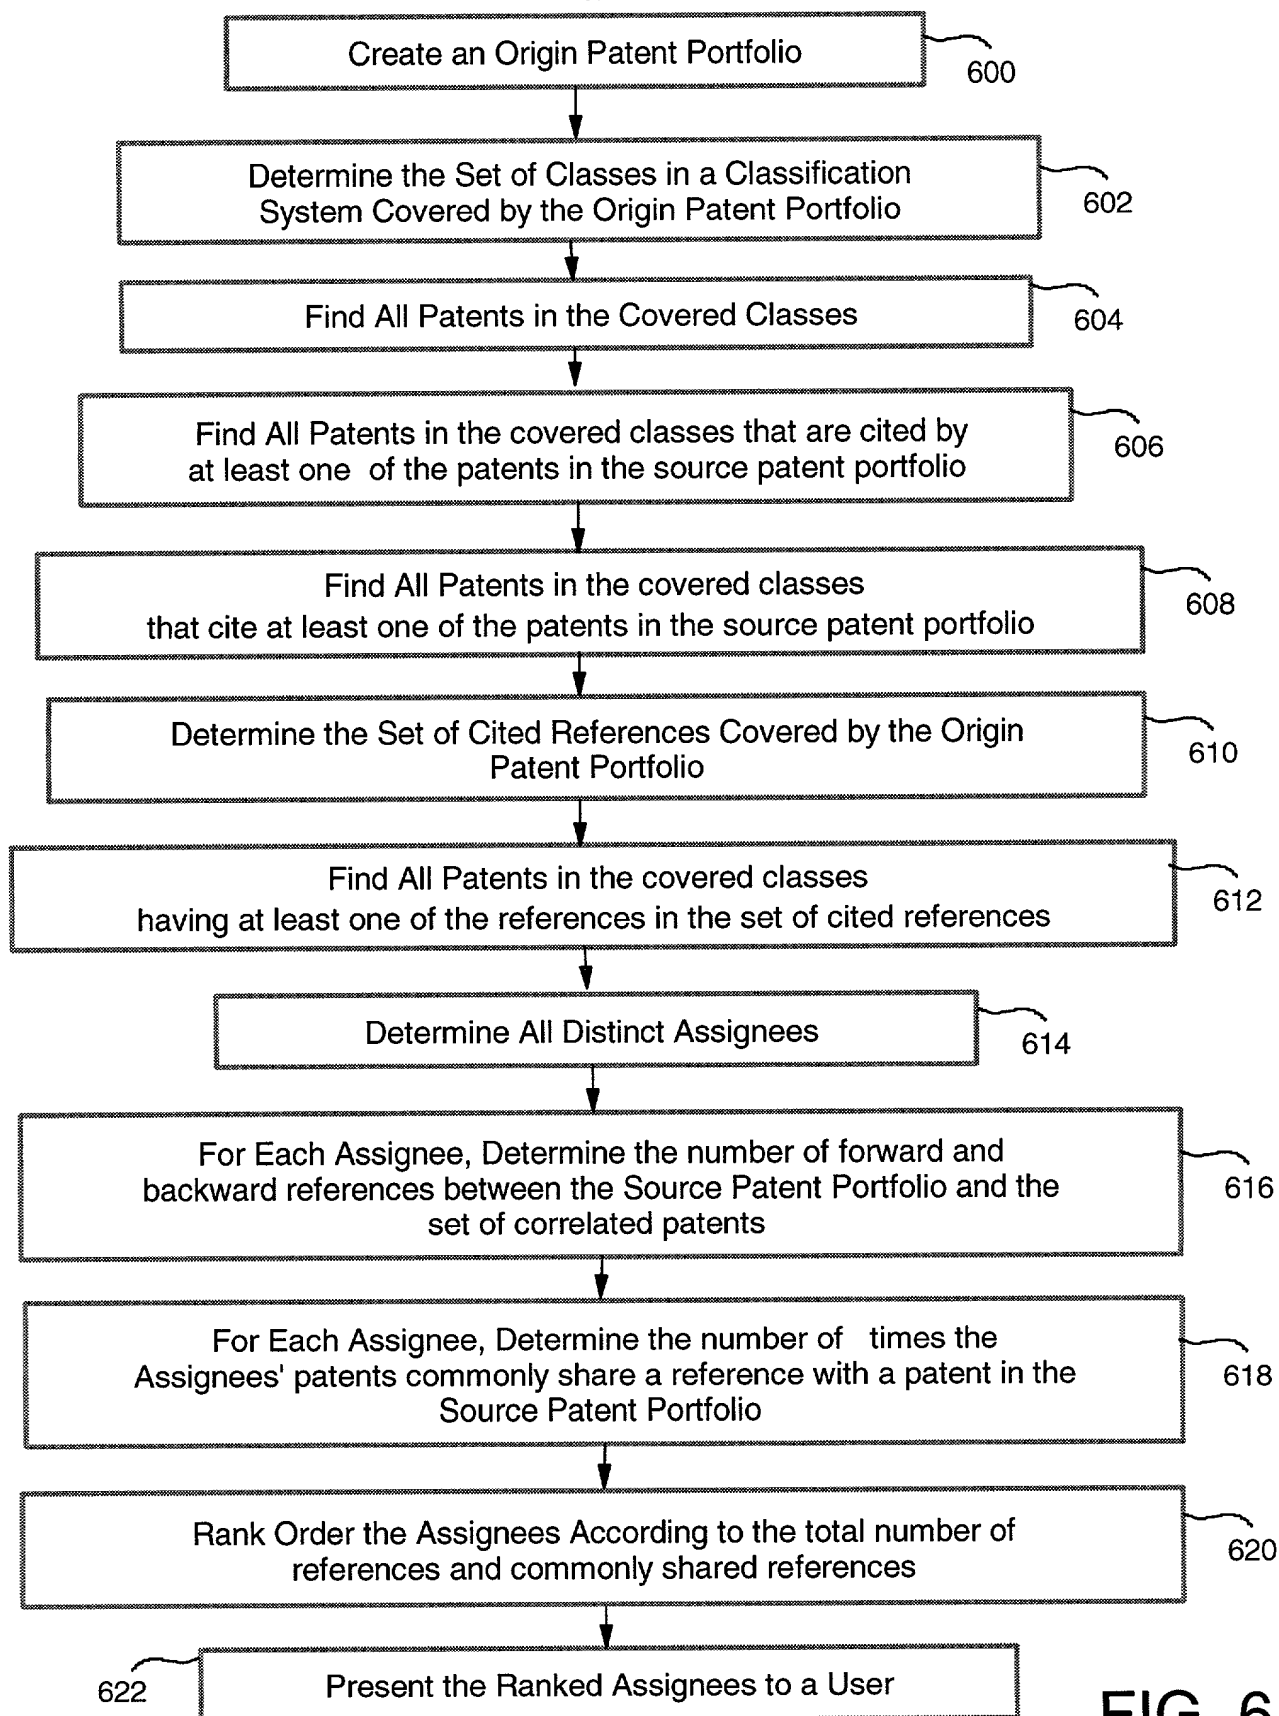 Create an Origin Patent Portfolio
600
Determine the Set of Classes in a Classification
System Covered by the Origin Patent Portfolio
602
Find All Patents in the Covered Classes
604
Find All Patents in the covered classes that are cited by
at least one of the patents in the source patent portfolio
606
Find All Patents in the covered classes
that cite at least one of the patents in the source patent portfolio
608
Determine the Set of Cited References Covered by the Origin
Patent Portfolio
610
Find All Patents in the covered classes
having at least one of the references in the set of cited references
612
Determine All Distinct Assignees
614
For Each Assignee, Determine the number of forward and
backward references between the Source Patent Portfolio and the
set of correlated patents
616
For Each Assignee, Determine the number of times the
Assignees' patents commonly share a reference with a patent in the
Source Patent Portfolio
618
Rank Order the Assignees According to the total number of
references and commonly shared references
620
Present the Ranked Assignees to a User
622
FIG. 6